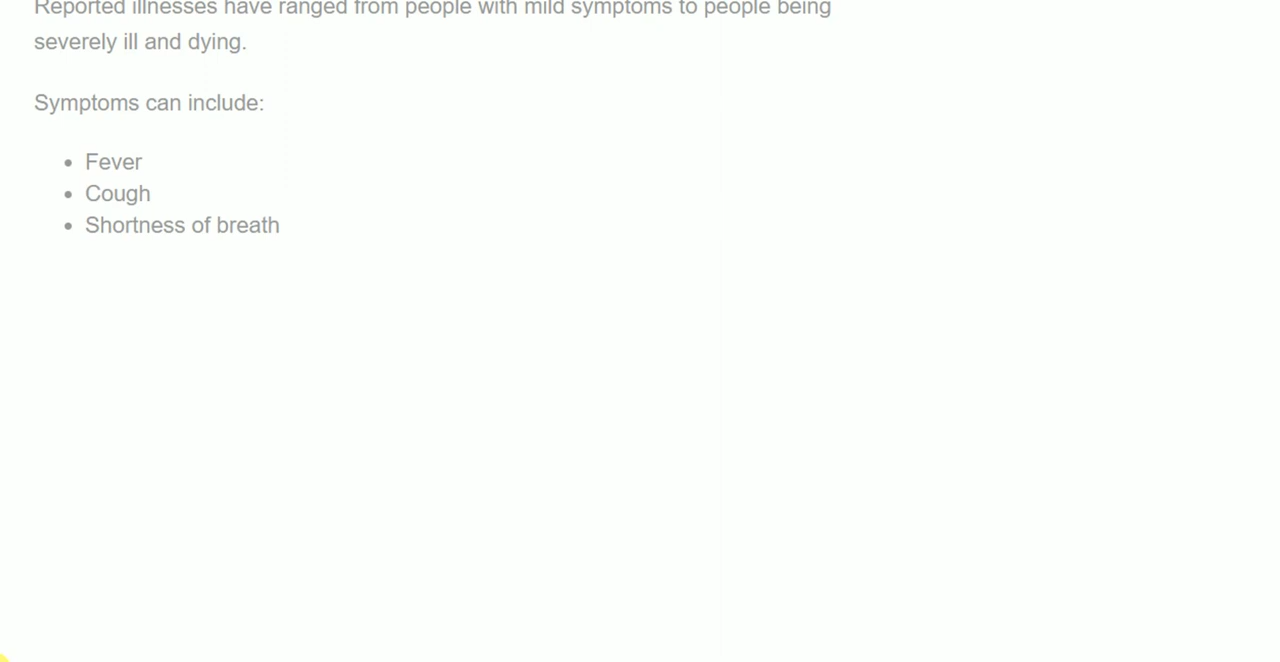 Reported illnesses have ranged from people with mild symptoms to people being
severely ill and dying.
Symptoms can include:
• Fever
• Cough
• Shortness of breath